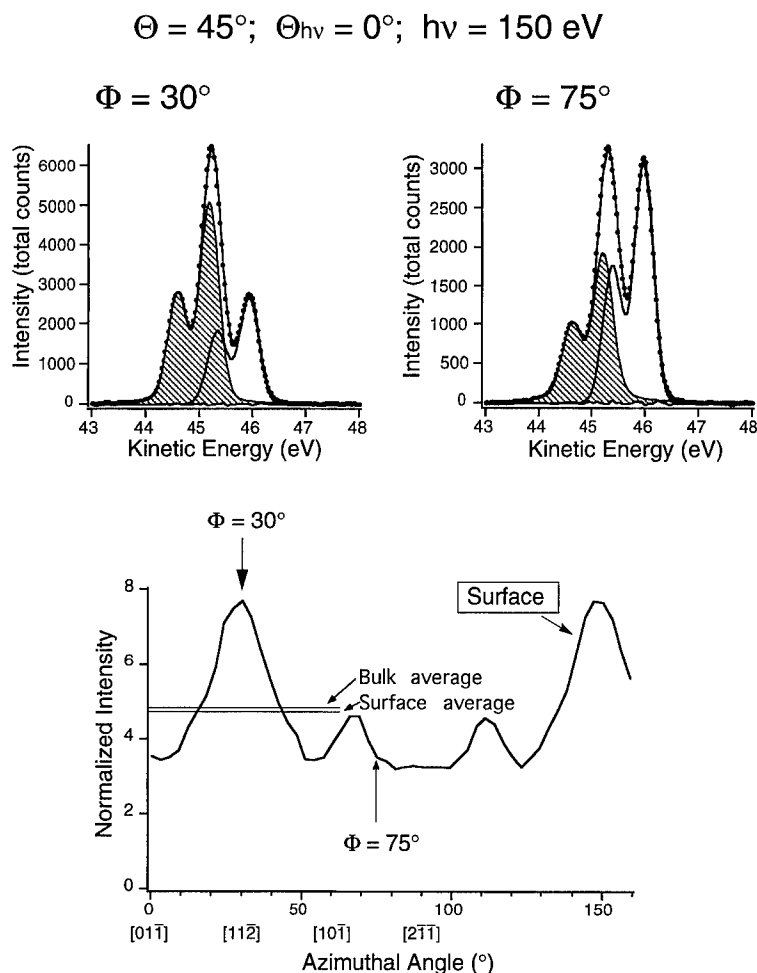 Θ = 45°; Θhν = 0°; hν = 150 eV
Φ = 30°
Φ = 75°
Intensity (total counts)
6000
5000
4000
3000
2000
1000
0
43 44 45 46 47 48
Kinetic Energy (eV)
Intensity (total counts)
3000
2500
2000
1500
1000
500
0
43 44 45 46 47 48
Kinetic Energy (eV)
Φ = 30°
Surface
Bulk average
Surface average
Φ = 75°
Normalized Intensity
8
6
4
2
0
0 50 100 150
[011̅] [112̅] [101̅] [21̅1̅]
Azimuthal Angle (°)